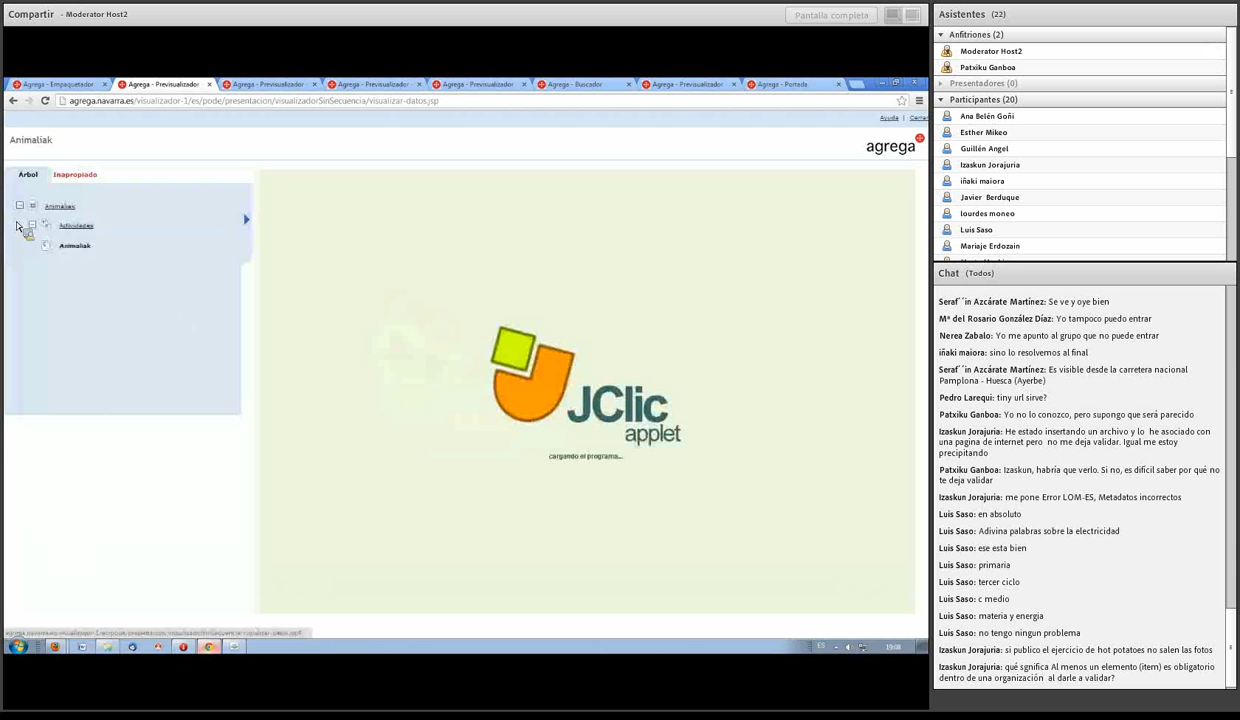 Compartir - Moderator Host2
Pantalla completa
Agrega - Empaquetador
Agrega - Previsualizador
Agrega - Previsualizador
Agrega - Previsualizador
Agrega - Previsualizador
Agrega - Buscador
Agrega - Previsualizador
Agrega - Portada
agrega.navarra.es/visualizador-1/es/pode/presentacion/visualizadorSinSecuencia/visualizar-datos.jsp
Ayuda |
Animaliak
agrega
Árbol
Inapropiado
Animaliak
Actividades
Animaliak
JClic
applet
cargando el programa...
ES
19:08
Asistentes (22)
Anfitriones (2)
Moderator Host2
Patxiku Ganboa
Presentadores (0)
Participantes (20)
Ana Belén Goñi
Esther Mikeo
Guillén Angel
Izaskun Jorajuria
iñaki maiora
Javier Berduque
lourdes moneo
Luis Saso
Mariaje Erdozain
Chat (Todos)
Seraf´´in Azcárate Martínez: Se ve y oye bien
Mª del Rosario González Díaz: Yo tampoco puedo entrar
Nerea Zabalo: Yo me apunto al grupo que no puede entrar
iñaki maiora: sino lo resolvemos al final
Seraf´´in Azcárate Martínez: Es visible desde la carretera nacional
Pamplona - Huesca (Ayerbe)
Pedro Larequi: tiny url sirve?
Patxiku Ganboa: Yo no lo conozco, pero supongo que será parecido
Izaskun Jorajuria: He estado insertando un archivo y lo he asociado con
una pagina de internet pero no me deja validar. Igual me estoy
precipitando
Patxiku Ganboa: Izaskun, habría que verlo. Si no, es difícil saber por qué no
te deja validar
Izaskun Jorajuria: me pone Error LOM-ES, Metadatos incorrectos
Luis Saso: en absoluto
Luis Saso: Adivina palabras sobre la electricidad
Luis Saso: ese esta bien
Luis Saso: primaria
Luis Saso: tercer ciclo
Luis Saso: c medio
Luis Saso: materia y energia
Luis Saso: no tengo ningun problema
Izaskun Jorajuria: si publico el ejercicio de hot potatoes no salen las fotos
Izaskun Jorajuria: qué sgnifica Al menos un elemento (item) es obligatorio
dentro de una organización al darle a validar?